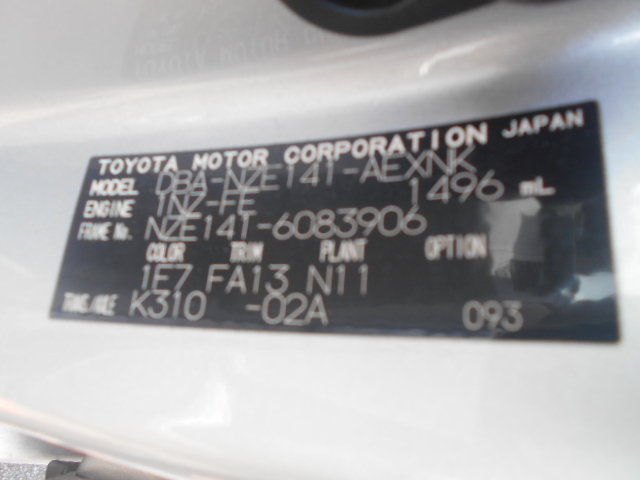 TOYOTA MOTOR CORPORATION JAPAN
MODEL DBA-NZE141-AEXNK
ENGINE 1NZ-FE 1496 mL
FRAME No. NZE141-6083906
COLOR TRIM PLANT OPTION
1E7 FA13 N11
TRANS./AXLE K310 -02A 093